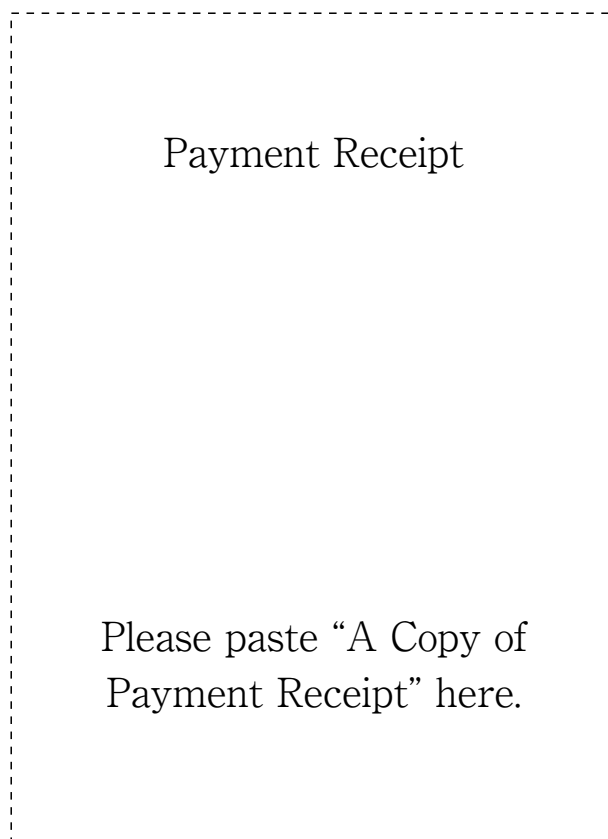 Payment Receipt
Please paste “A Copy of
Payment Receipt” here.